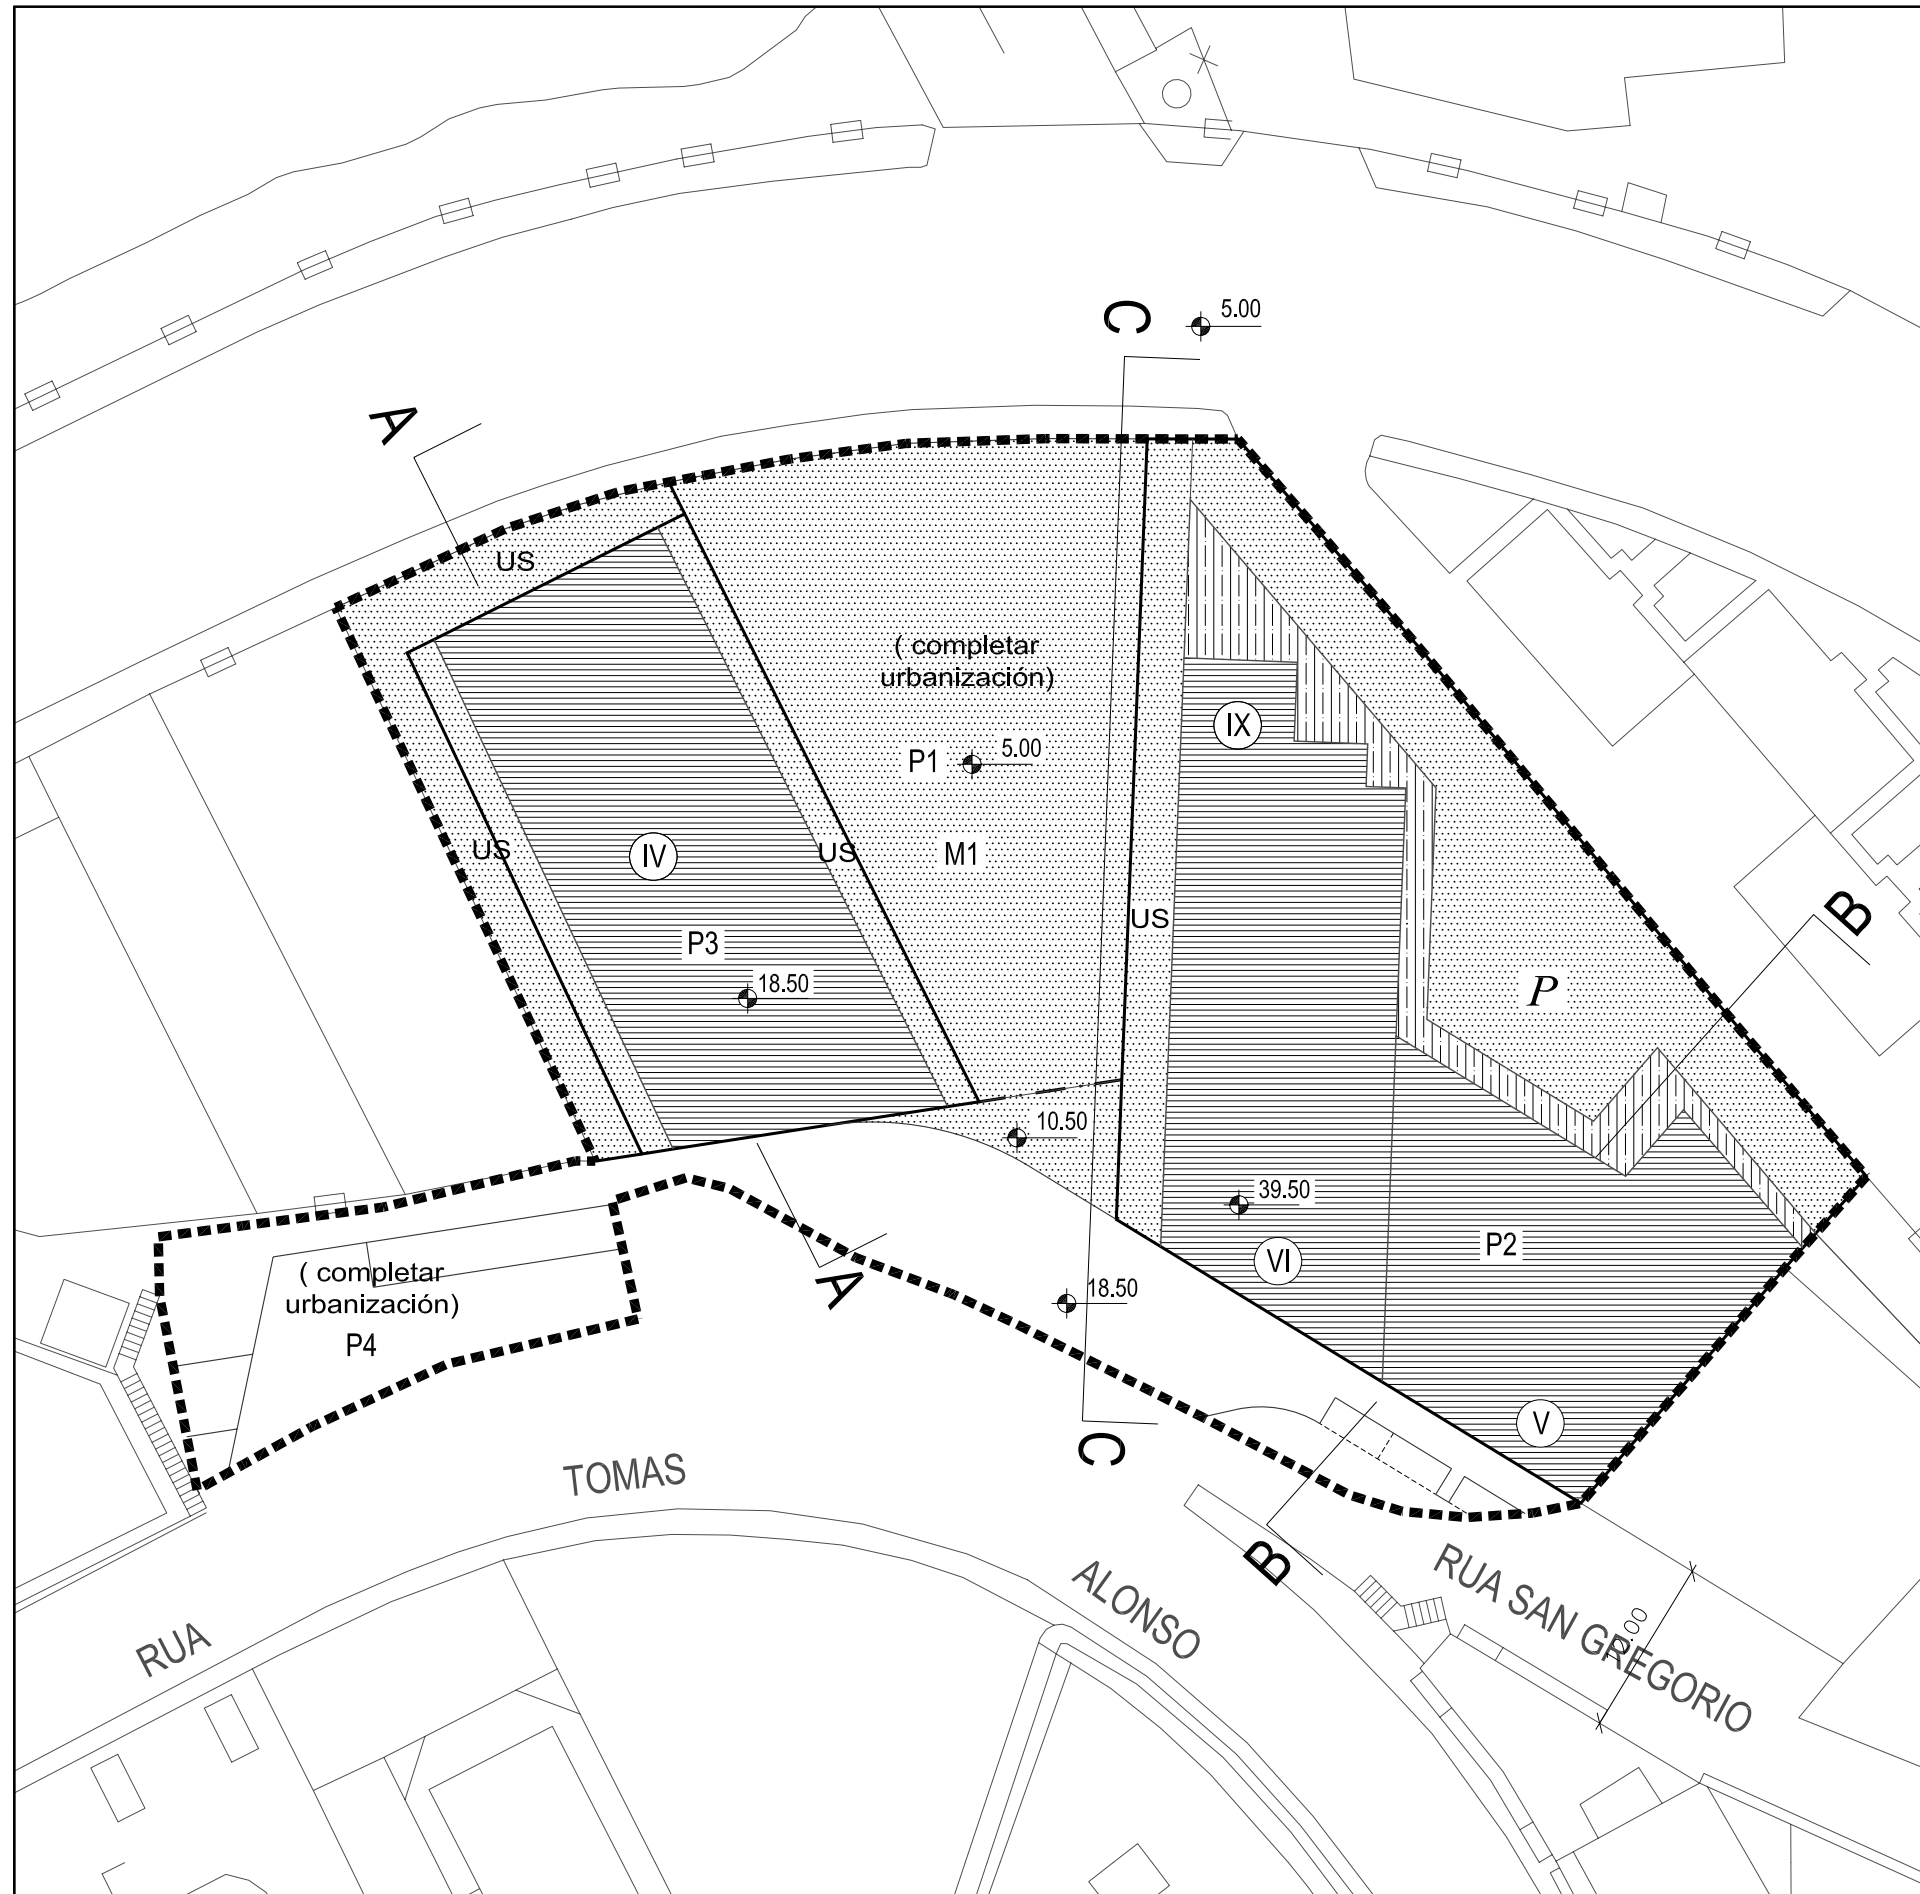 C
5.00
A
US
( completar
urbanización)
IX
P1
5.00
US
IV
US
M1
US
B
P3
18.50
P
10.50
39.50
VI
P2
( completar
urbanización)
P4
A
18.50
V
C
TOMAS
B
ALONSO
RUA SAN GREGORIO
RUA